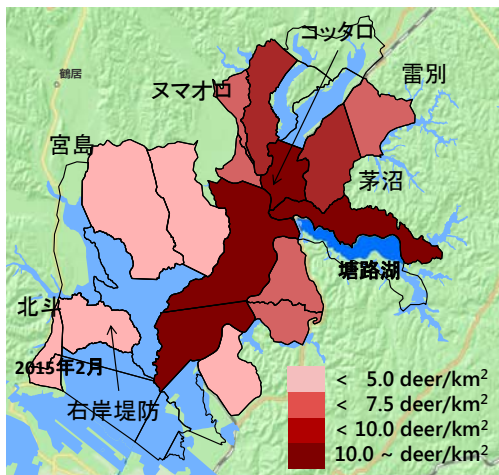 コッタロ
雷別
鶴居
ヌマオロ
宮島
茅沼
塘路湖
北斗
2015年2月
右岸堤防
< 5.0 deer/km²
< 7.5 deer/km²
< 10.0 deer/km²
10.0 ~ deer/km²